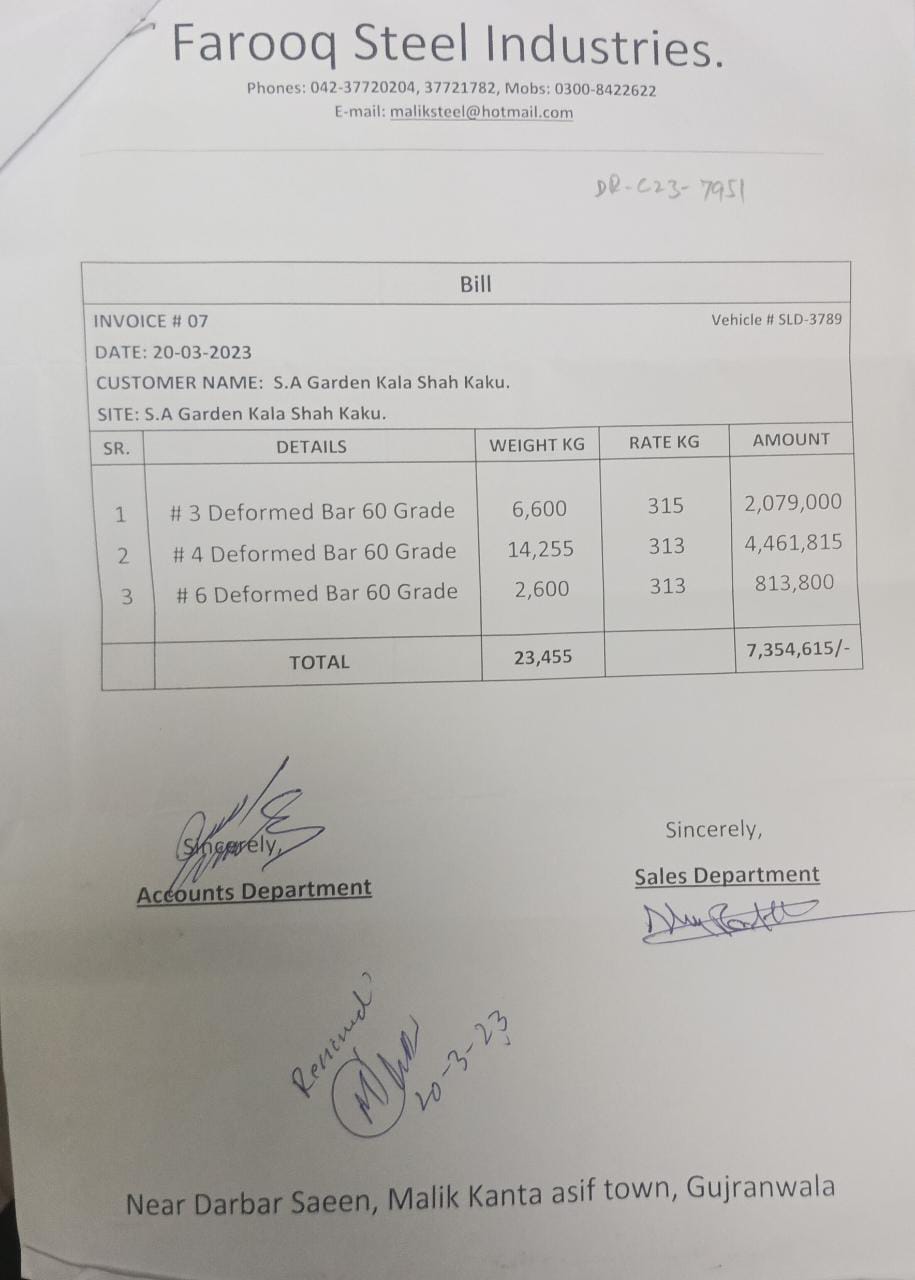 Farooq Steel Industries.
Phones: 042-37720204, 37721782, Mobs: 0300-8422622
E-mail: maliksteel@hotmail.com
DR-C23-7951
Bill
INVOICE # 07 Vehicle # SLD-3789
DATE: 20-03-2023
CUSTOMER NAME: S.A Garden Kala Shah Kaku.
SITE: S.A Garden Kala Shah Kaku.
SR. DETAILS WEIGHT KG RATE KG AMOUNT
1 # 3 Deformed Bar 60 Grade 6,600 315 2,079,000
2 # 4 Deformed Bar 60 Grade 14,255 313 4,461,815
3 # 6 Deformed Bar 60 Grade 2,600 313 813,800
TOTAL 23,455 7,354,615/-
Sincerely, Sincerely,
Accounts Department Sales Department
20-3-23
Near Darbar Saeen, Malik Kanta asif town, Gujranwala